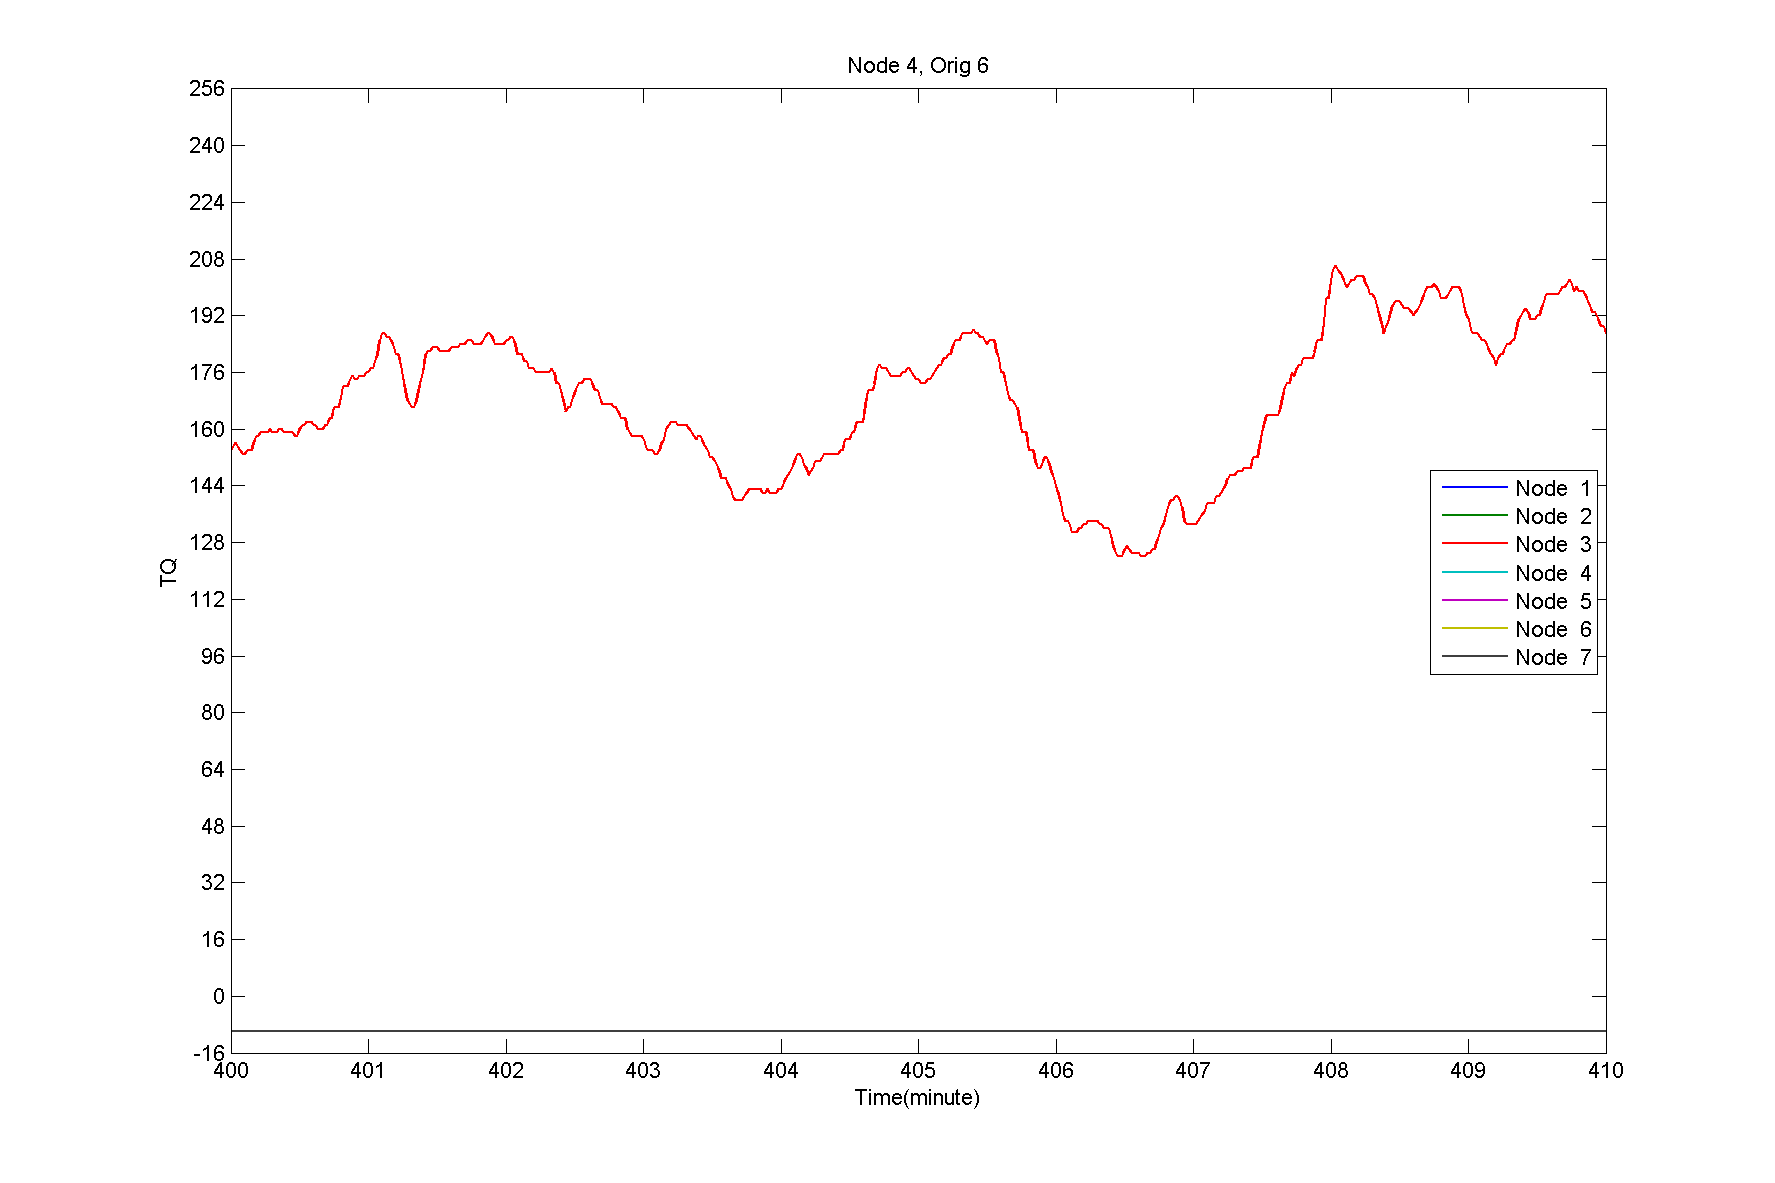 Node 4, Orig 6
256
240
224
208
192
176
160
144
128
112
96
80
64
48
32
16
0
-16
TQ
Node 1
Node 2
Node 3
Node 4
Node 5
Node 6
Node 7
400 401 402 403 404 405 406 407 408 409 410
Time(minute)